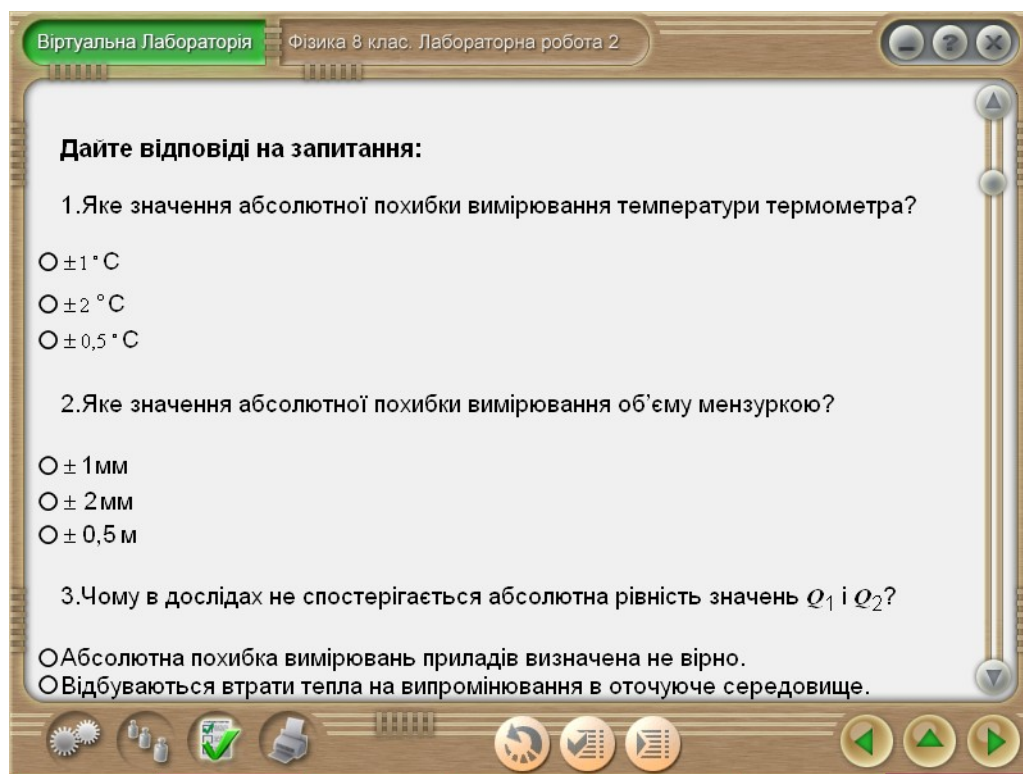 Віртуальна Лабораторія
Фізика 8 клас. Лабораторна робота 2
Дайте відповіді на запитання:
1.Яке значення абсолютної похибки вимірювання температури термометра?
±1°C
±2°C
±0,5°C
2.Яке значення абсолютної похибки вимірювання об’єму мензуркою?
± 1мм
± 2мм
± 0,5м
3.Чому в дослідах не спостерігається абсолютна рівність значень Q₁ і Q₂?
Абсолютна похибка вимірювань приладів визначена не вірно.
Відбуваються втрати тепла на випромінювання в оточуюче середовище.